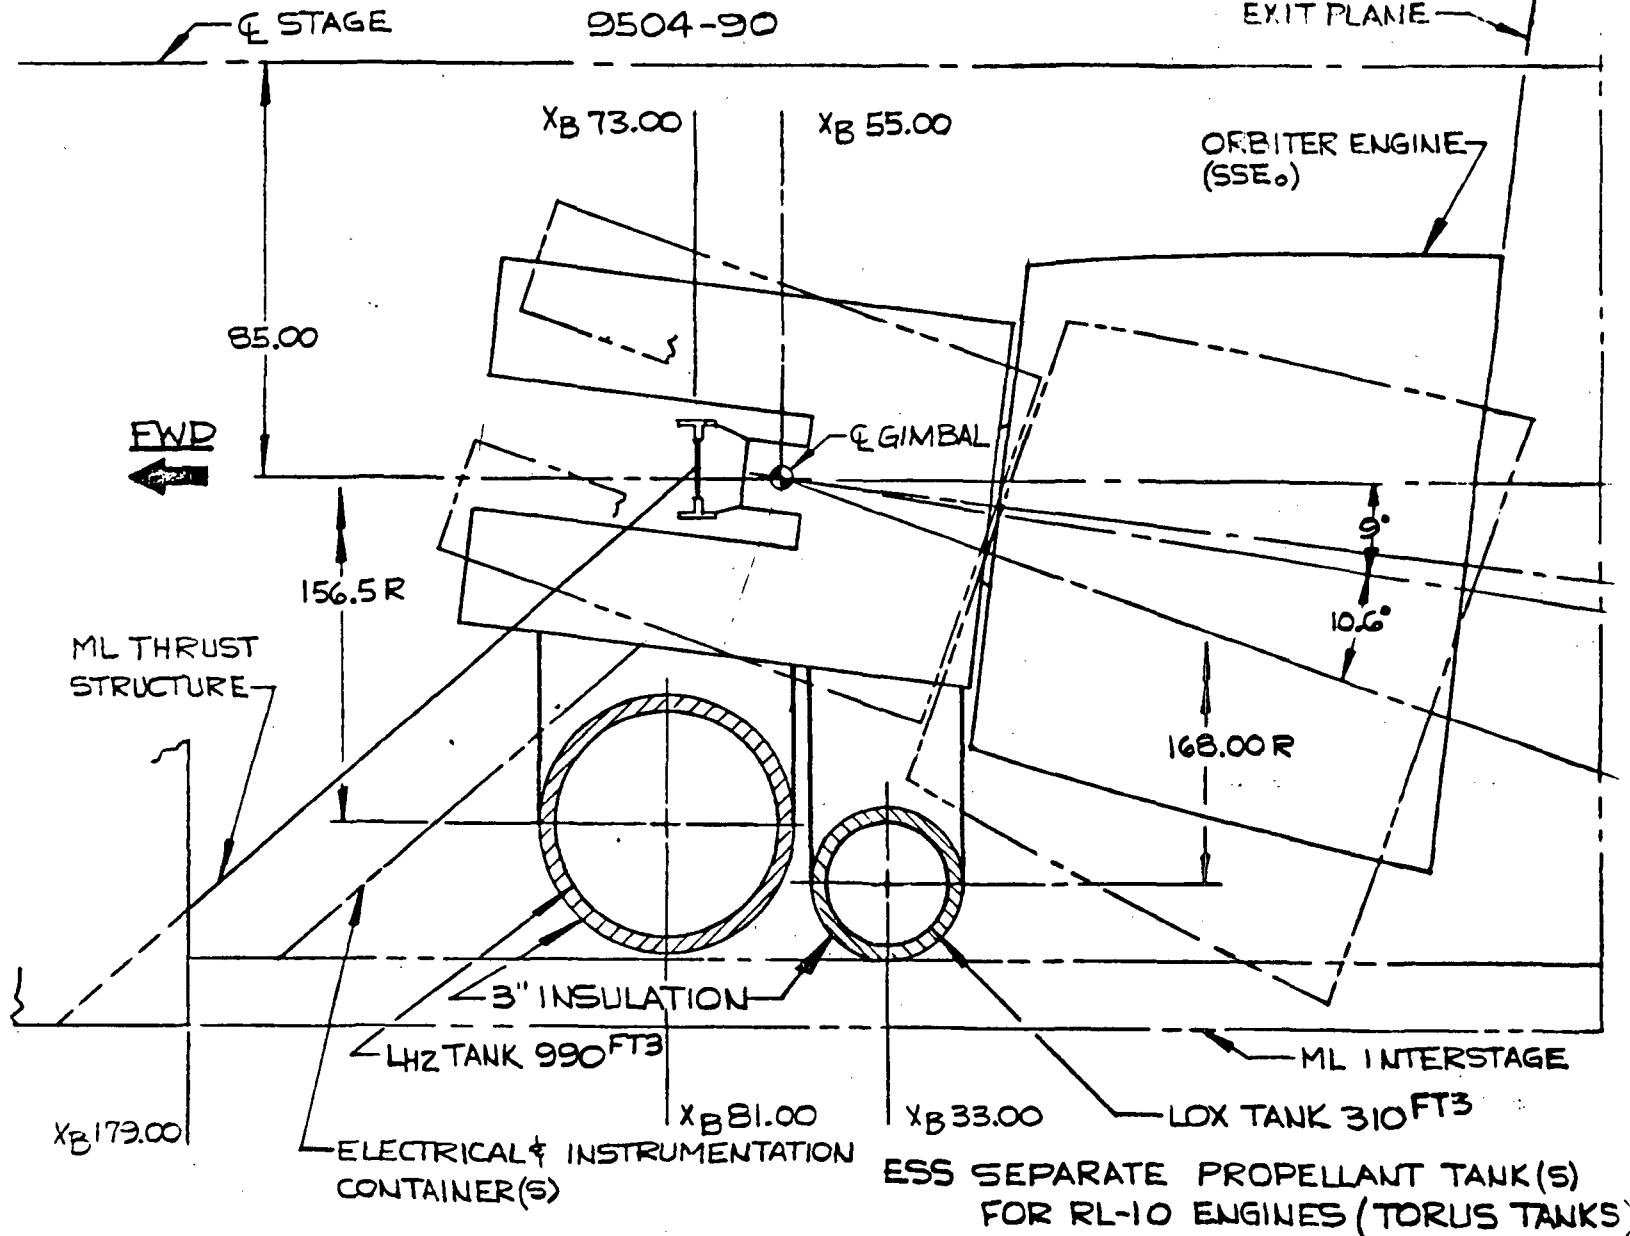 ℄ STAGE
9504-90
EXIT PLANE
XB 73.00
XB 55.00
ORBITER ENGINE
(SSE₀)
85.00
FWD
℄ GIMBAL
9°
156.5 R
10.6°
ML THRUST
STRUCTURE
168.00 R
3" INSULATION
LH2 TANK 990 FT3
ML INTERSTAGE
XB 179.00
XB 81.00
XB 33.00
LOX TANK 310 FT3
ELECTRICAL & INSTRUMENTATION
CONTAINER(S)
ESS SEPARATE PROPELLANT TANK(S)
FOR RL-10 ENGINES (TORUS TANKS)